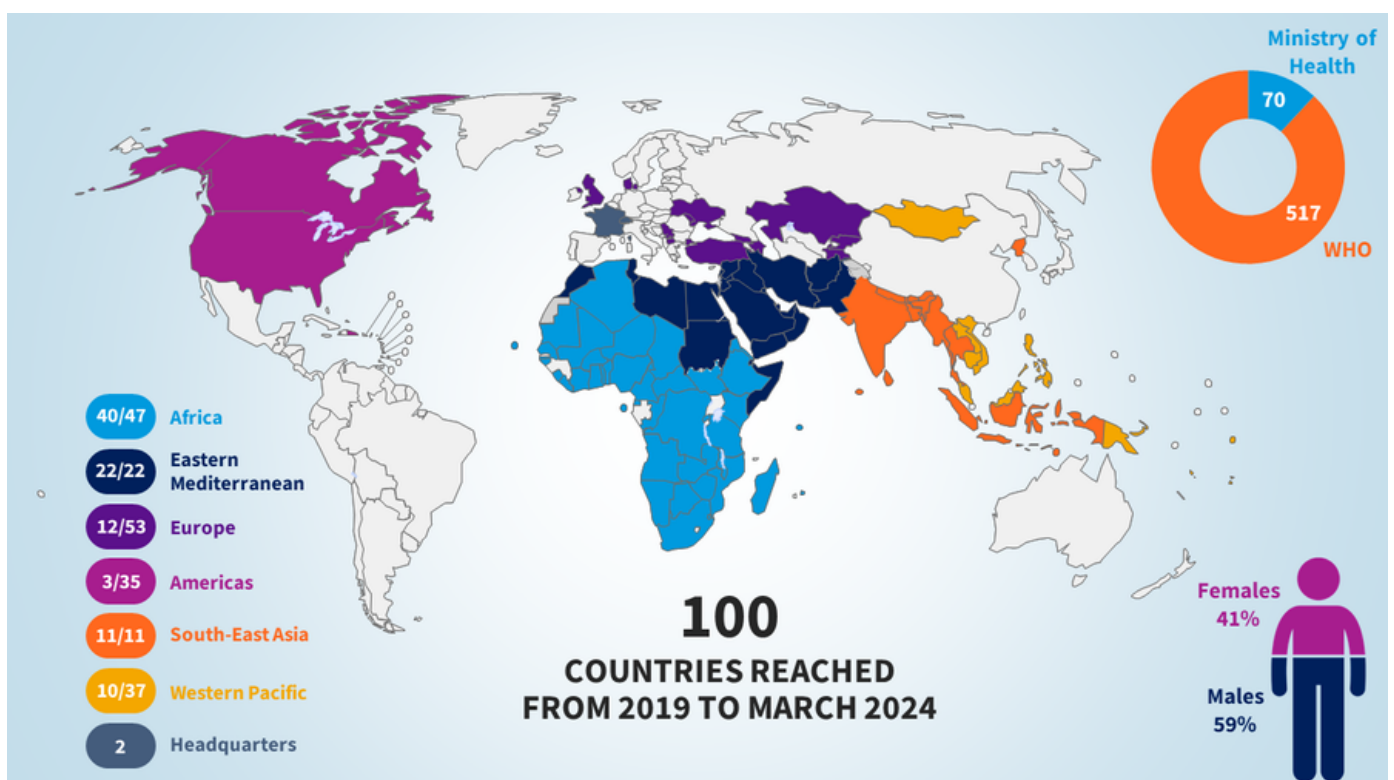 Ministry of
Health
70
517
WHO
40/47 Africa
22/22 Eastern
Mediterranean
12/53 Europe
3/35 Americas
11/11 South-East Asia
10/37 Western Pacific
2 Headquarters
100
COUNTRIES REACHED
FROM 2019 TO MARCH 2024
Females
41%
Males
59%